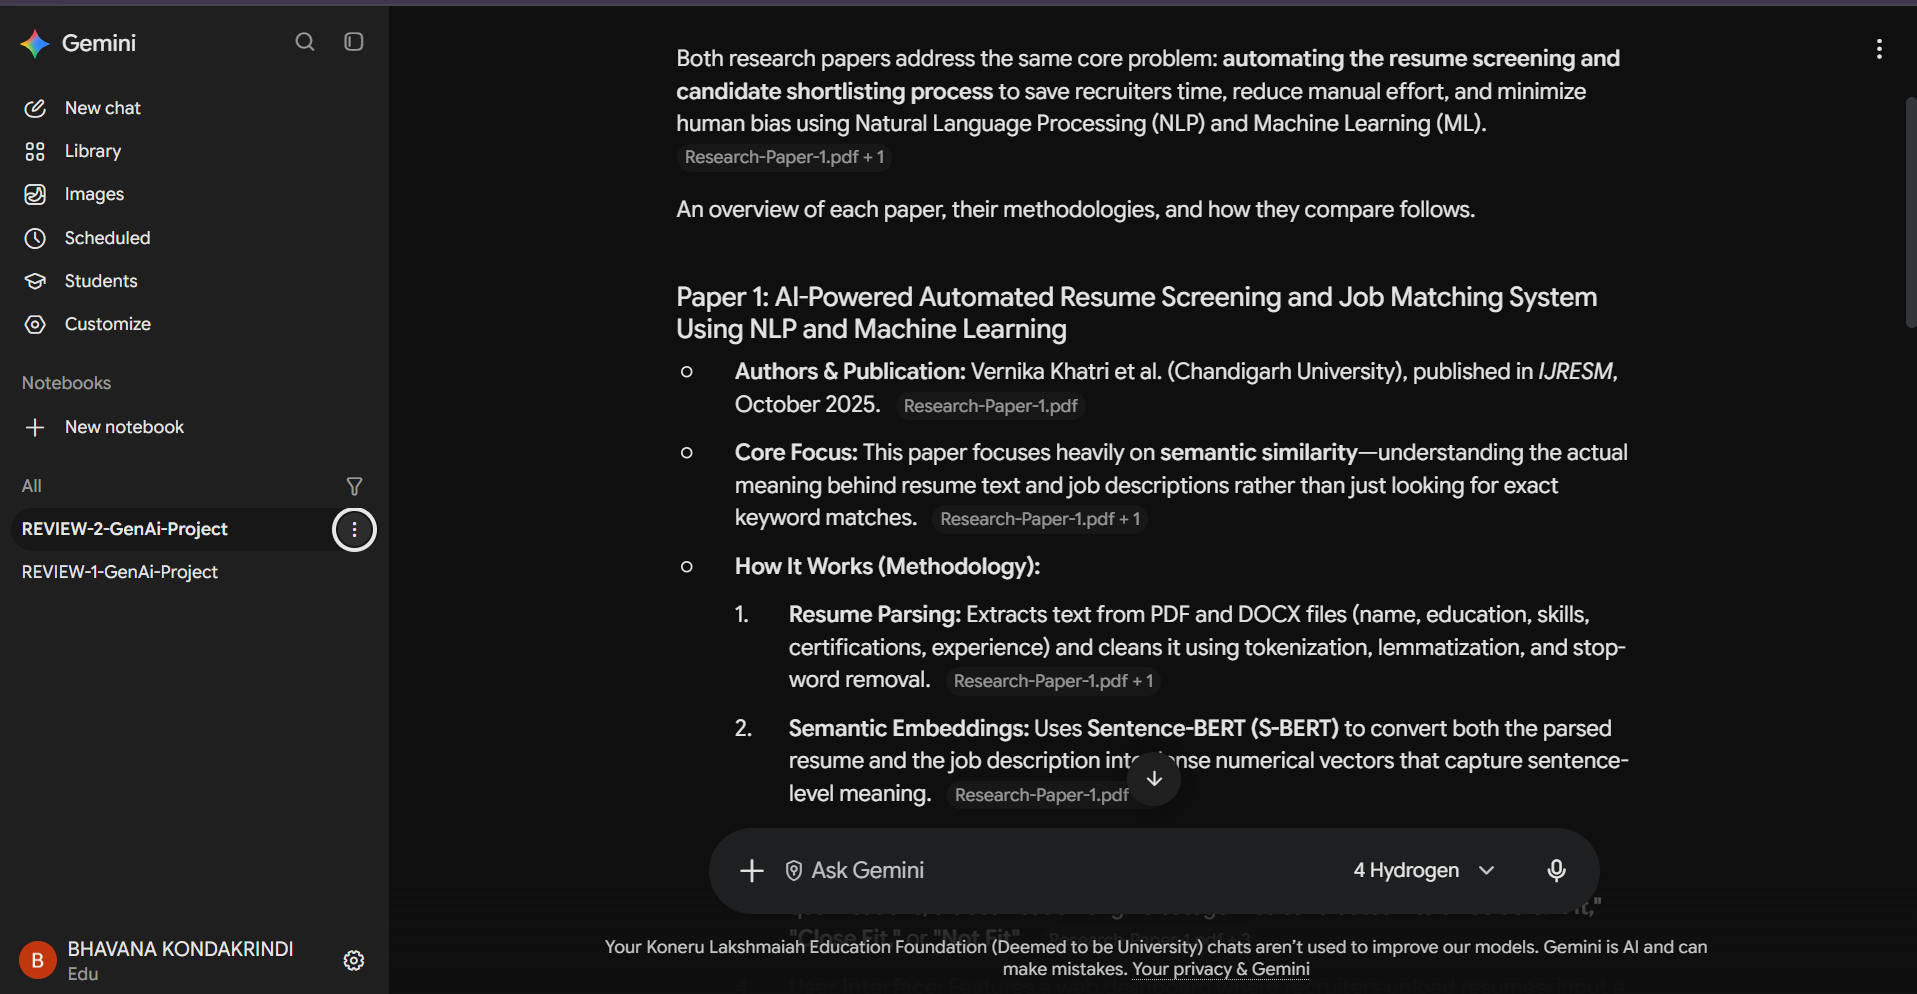 Gemini
New chat
Library
Images
Scheduled
Students
Customize
Notebooks
New notebook
All
REVIEW-2-GenAi-Project
REVIEW-1-GenAi-Project
B
BHAVANA KONDAKRINDI
Edu
Both research papers address the same core problem: automating the resume screening and
candidate shortlisting process to save recruiters time, reduce manual effort, and minimize
human bias using Natural Language Processing (NLP) and Machine Learning (ML).
Research-Paper-1.pdf + 1
An overview of each paper, their methodologies, and how they compare follows.
Paper 1: AI-Powered Automated Resume Screening and Job Matching System
Using NLP and Machine Learning
Authors & Publication: Vernika Khatri et al. (Chandigarh University), published in IJRESM,
October 2025. Research-Paper-1.pdf
Core Focus: This paper focuses heavily on semantic similarity—understanding the actual
meaning behind resume text and job descriptions rather than just looking for exact
keyword matches. Research-Paper-1.pdf + 1
How It Works (Methodology):
1. Resume Parsing: Extracts text from PDF and DOCX files (name, education, skills,
certifications, experience) and cleans it using tokenization, lemmatization, and stop-
word removal. Research-Paper-1.pdf + 1
2. Semantic Embeddings: Uses Sentence-BERT (S-BERT) to convert both the parsed
resume and the job description numerical vectors that capture sentence-
level meaning. Research-Paper-1.pdf
Ask Gemini
4 Hydrogen
"Close Fit," or "Not Fit"
Your Koneru Lakshmaiah Education Foundation (Deemed to be University) chats aren't used to improve our models. Gemini is AI and can
make mistakes. Your privacy & Gemini